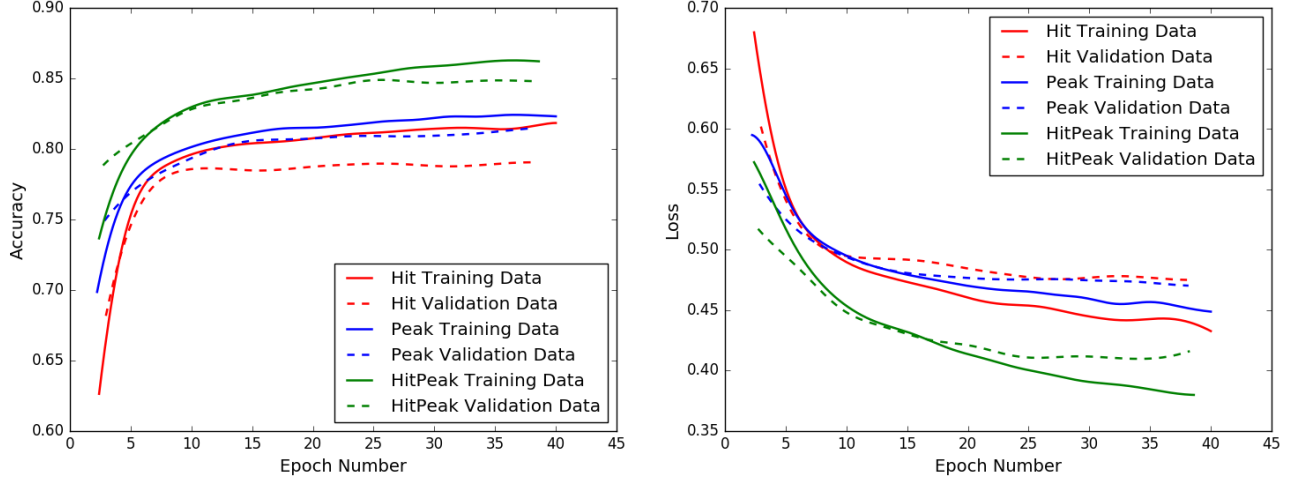 0.90
0.85
0.80
0.75
0.70
0.65
0.60
Accuracy
0 5 10 15 20 25 30 35 40 45
Epoch Number
Hit Training Data
Hit Validation Data
Peak Training Data
Peak Validation Data
HitPeak Training Data
HitPeak Validation Data
0.70
0.65
0.60
0.55
0.50
0.45
0.40
0.35
Loss
0 5 10 15 20 25 30 35 40 45
Epoch Number
Hit Training Data
Hit Validation Data
Peak Training Data
Peak Validation Data
HitPeak Training Data
HitPeak Validation Data